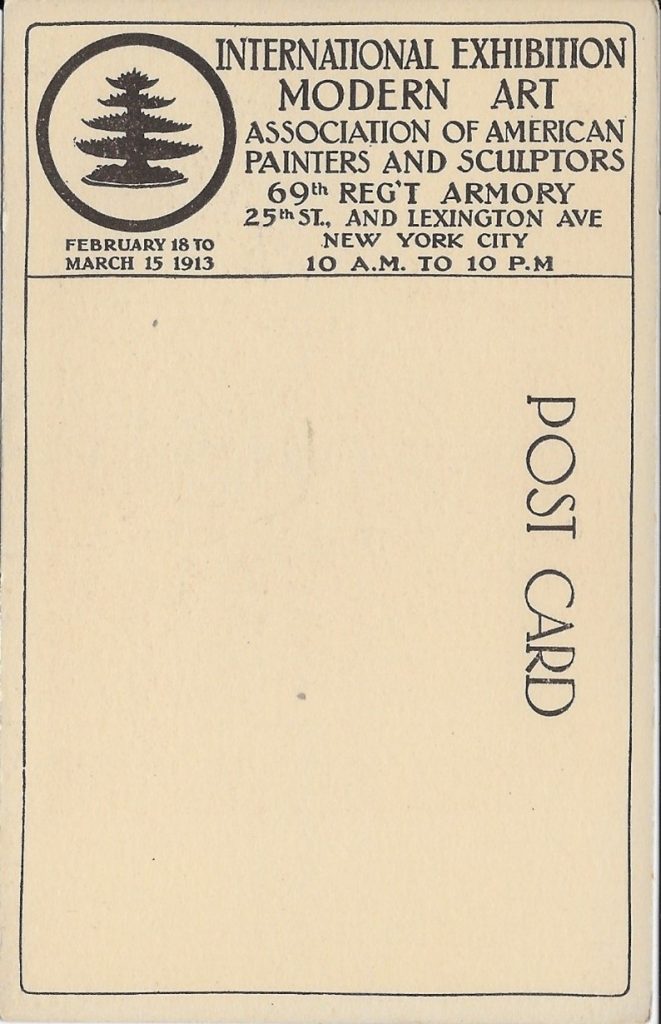 INTERNATIONAL EXHIBITION
MODERN ART
ASSOCIATION OF AMERICAN
PAINTERS AND SCULPTORS
69th REG'T ARMORY
25th ST., AND LEXINGTON AVE
NEW YORK CITY
10 A.M. TO 10 P.M
FEBRUARY 18 TO
MARCH 15 1913
POST CARD